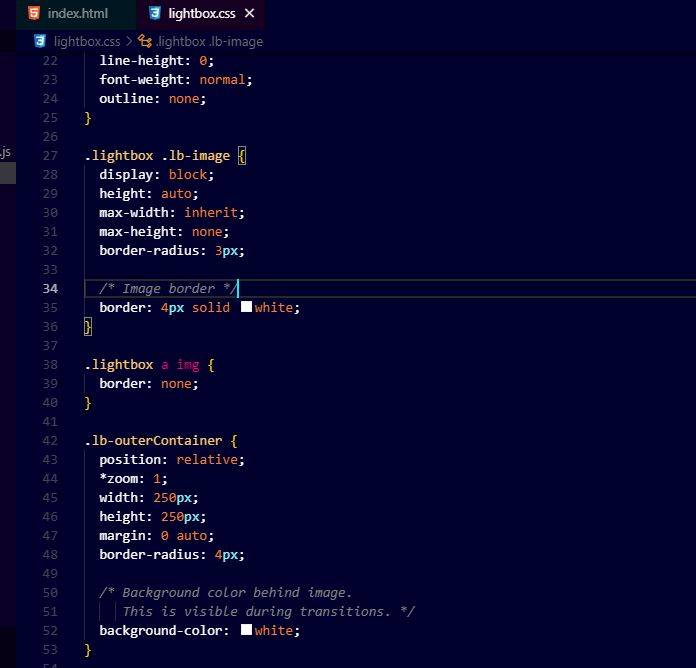 index.html lightbox.css ×
lightbox.css > .lightbox .lb-image
.js
22 line-height: 0;
23 font-weight: normal;
24 outline: none;
25 }
26
27 .lightbox .lb-image {
28 display: block;
29 height: auto;
30 max-width: inherit;
31 max-height: none;
32 border-radius: 3px;
33
34 /* Image border */
35 border: 4px solid white;
36 }
37
38 .lightbox a img {
39 border: none;
40 }
41
42 .lb-outerContainer {
43 position: relative;
44 *zoom: 1;
45 width: 250px;
46 height: 250px;
47 margin: 0 auto;
48 border-radius: 4px;
49
50 /* Background color behind image.
51 This is visible during transitions. */
52 background-color: white;
53 }
54